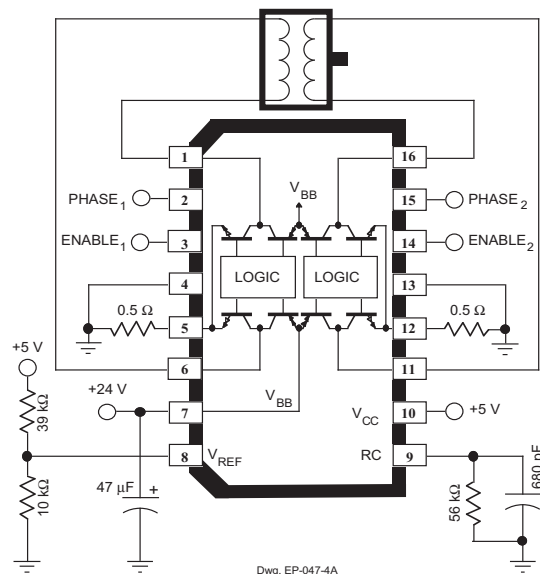 1
16
PHASE1
2
VBB
15
PHASE2
ENABLE1
3
14
ENABLE2
LOGIC
LOGIC
4
13
0.5 Ω
5
12
0.5 Ω
+5 V
6
11
39 kΩ
+24 V
7
VBB
VCC
10
+5 V
8
VREF
RC
9
10 kΩ
47 µF
+
56 kΩ
680 pF
Dwg. EP-047-4A